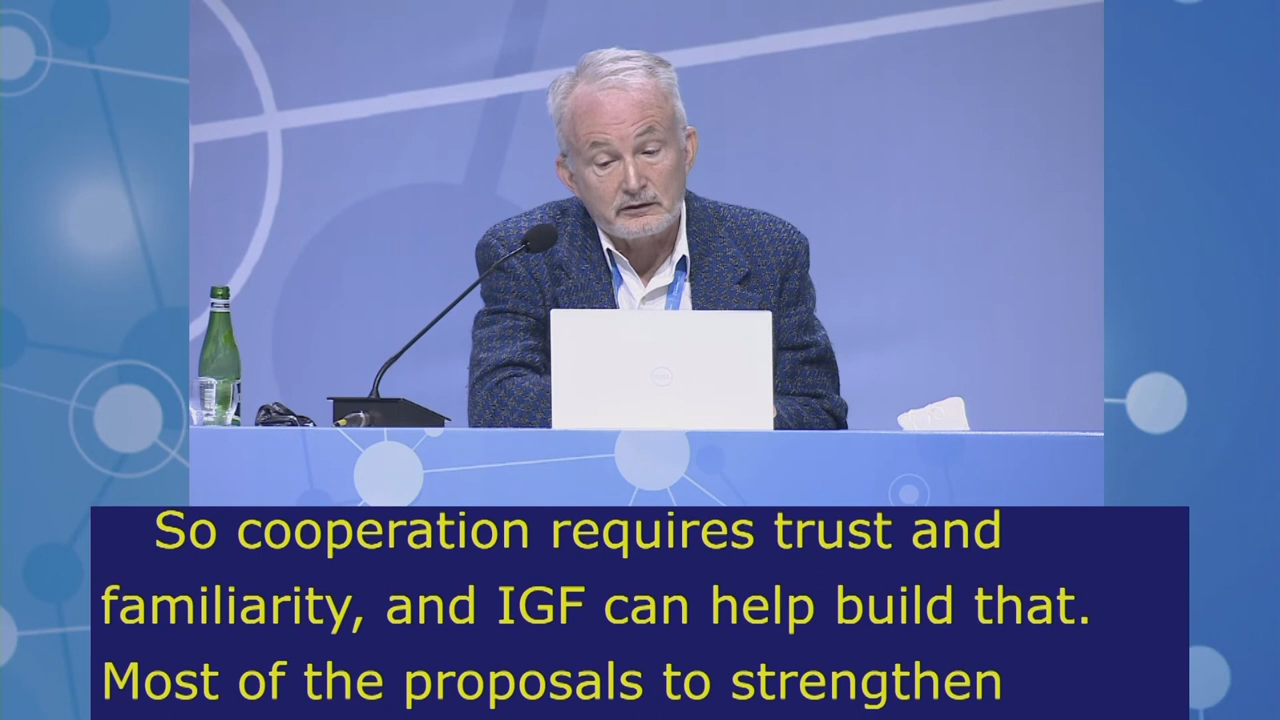 So cooperation requires trust and
familiarity, and IGF can help build that.
Most of the proposals to strengthen